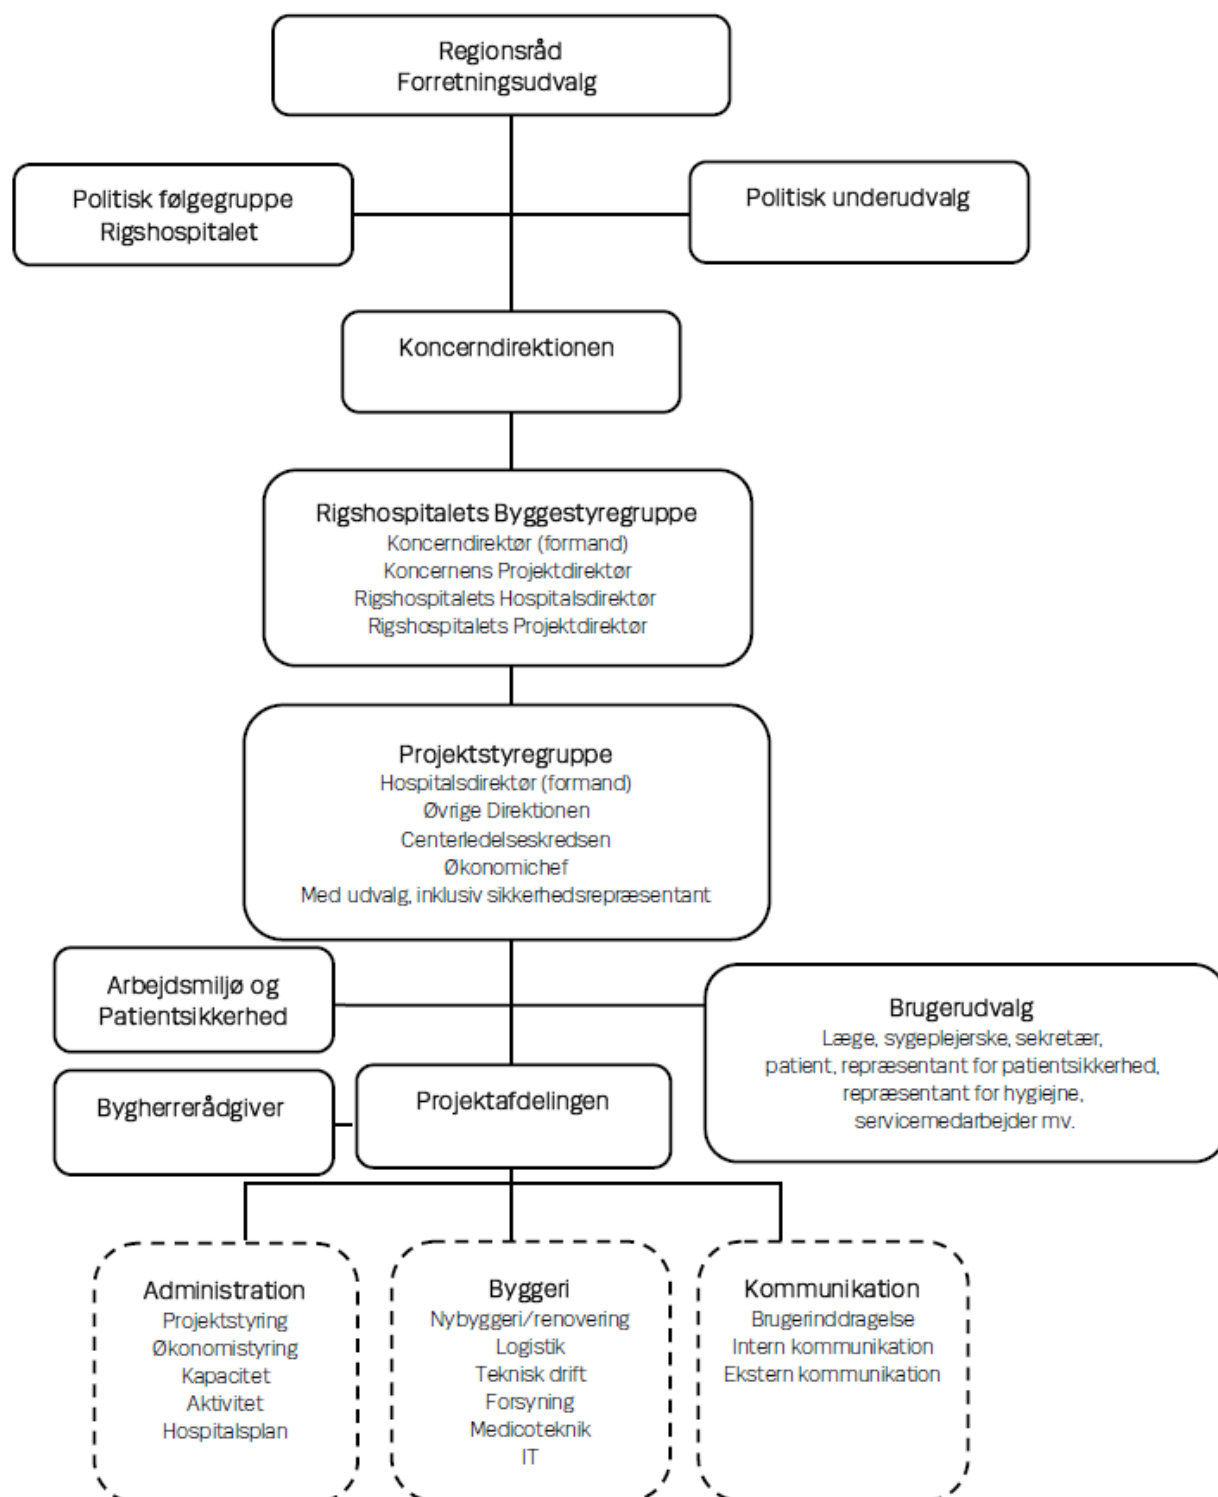 Regionsråd
Forretningsudvalg
Politisk følgegruppe
Rigshospitalet
Politisk underudvalg
Koncerndirektionen
Rigshospitalets Byggestyregruppe
Koncerndirektør (formand)
Koncernens Projektdirektør
Rigshospitalets Hospitalsdirektør
Rigshospitalets Projektdirektør
Projektstyregruppe
Hospitalsdirektør (formand)
Øvrige Direktionen
Centerledelseskredsen
Økonomichef
Med udvalg, inklusiv sikkerhedsrepræsentant
Arbejdsmiljø og
Patientsikkerhed
Brugerudvalg
Læge, sygeplejerske, sekretær,
patient, repræsentant for patientsikkerhed,
repræsentant for hygiejne,
servicemedarbejder mv.
Bygherrerådgiver
Projektafdelingen
Administration
Projektstyring
Økonomistyring
Kapacitet
Aktivitet
Hospitalsplan
Byggeri
Nybyggeri/renovering
Logistik
Teknisk drift
Forsyning
Medicoteknik
IT
Kommunikation
Brugerinddragelse
Intern kommunikation
Ekstern kommunikation